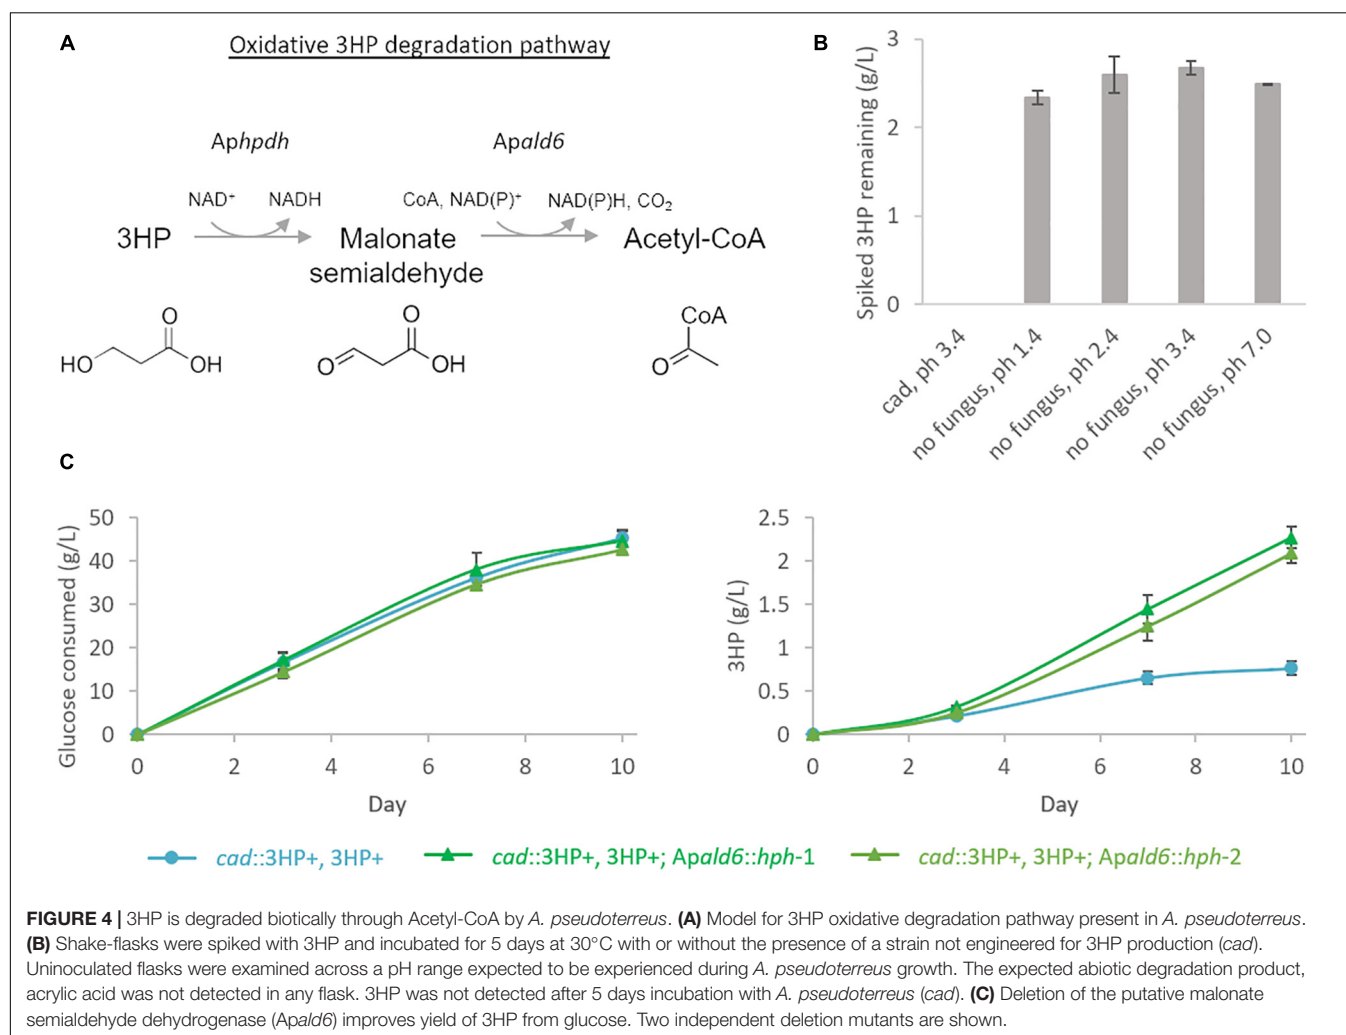 A
Oxidative 3HP degradation pathway
Aphpdh
Apald6
NAD+
NADH
CoA, NAD(P)+
NAD(P)H, CO2
3HP
Malonate
semialdehyde
Acetyl-CoA
HO
O
OH
O
O
OH
CoA
O
B
Spiked 3HP remaining (g/L)
3
2
1
0
cad, ph 3.4
no fungus, ph 1.4
no fungus, ph 2.4
no fungus, ph 3.4
no fungus, ph 7.0
C
Glucose consumed (g/L)
50
40
30
20
10
0
0 2 4 6 8 10
Day
3HP (g/L)
2.5
2
1.5
1
0.5
0
0 2 4 6 8 10
Day
cad::3HP+, 3HP+
cad::3HP+, 3HP+; Apald6::hph-1
cad::3HP+, 3HP+; Apald6::hph-2
FIGURE 4 | 3HP is degraded biotically through Acetyl-CoA by A. pseudoterreus. (A) Model for 3HP oxidative degradation pathway present in A. pseudoterreus.
(B) Shake-flasks were spiked with 3HP and incubated for 5 days at 30°C with or without the presence of a strain not engineered for 3HP production (cad).
Uninoculated flasks were examined across a pH range expected to be experienced during A. pseudoterreus growth. The expected abiotic degradation product,
acrylic acid was not detected in any flask. 3HP was not detected after 5 days incubation with A. pseudoterreus (cad). (C) Deletion of the putative malonate
semialdehyde dehydrogenase (Apald6) improves yield of 3HP from glucose. Two independent deletion mutants are shown.